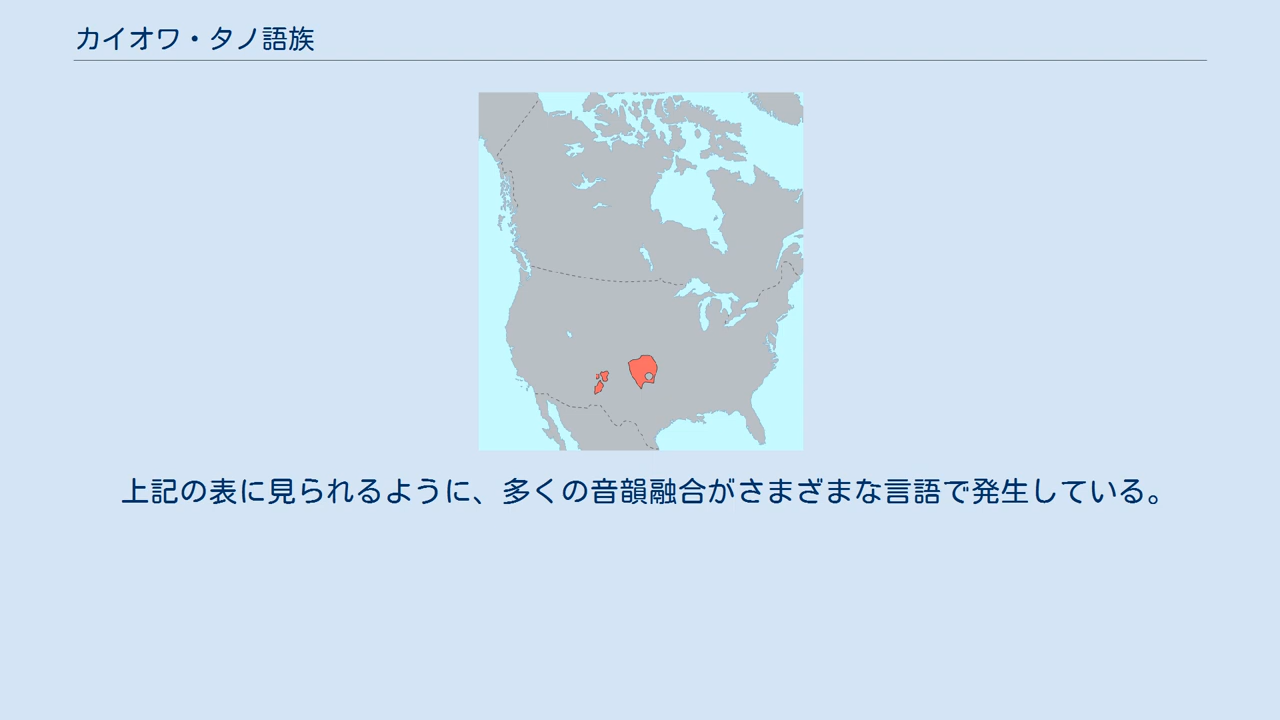 カイオワ・タノ語族
上記の表に見られるように、多くの音韻融合がさまざまな言語で発生している。